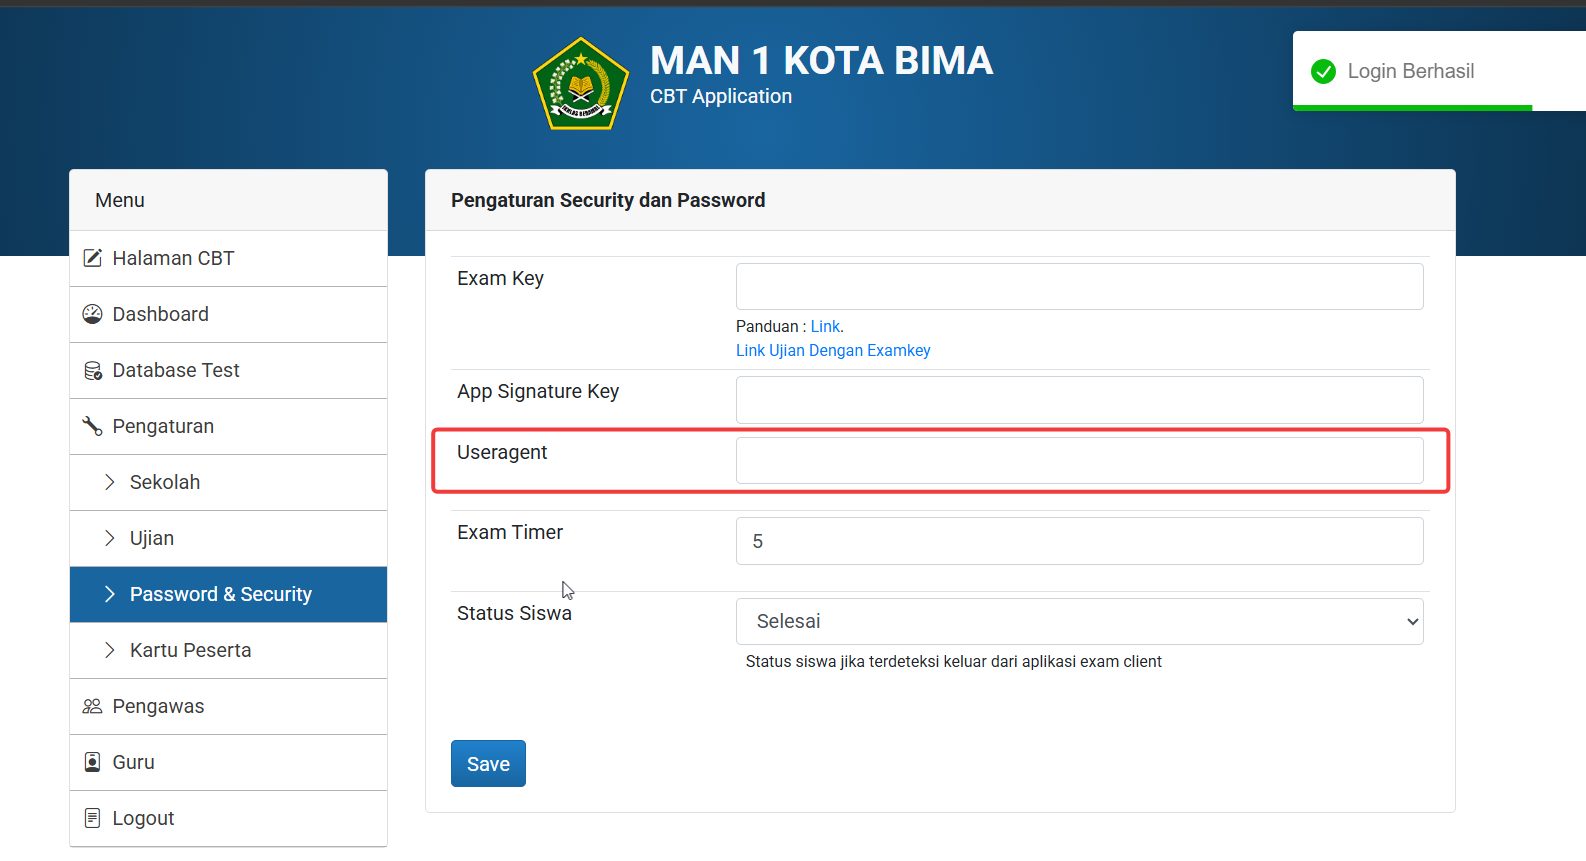 MAN 1 KOTA BIMA
CBT Application
Login Berhasil
Menu
Halaman CBT
Dashboard
Database Test
Pengaturan
Sekolah
Ujian
Password & Security
Kartu Peserta
Pengawas
Guru
Logout
Pengaturan Security dan Password
Exam Key
Panduan : Link.
Link Ujian Dengan Examkey
App Signature Key
Useragent
Exam Timer
5
Status Siswa
Selesai
Status siswa jika terdeteksi keluar dari aplikasi exam client
Save